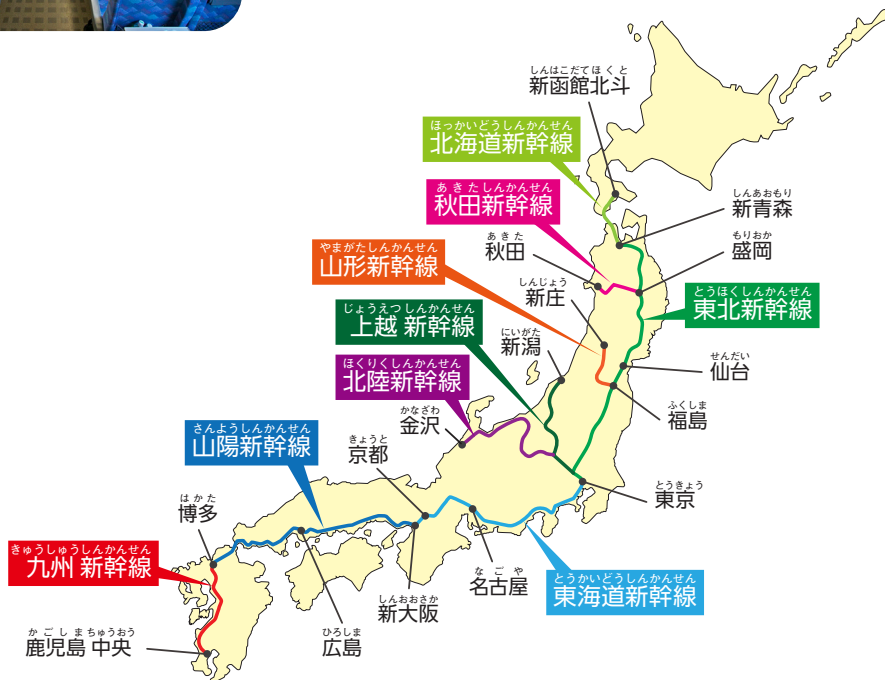 しんはこだてほくと
新函館北斗
ほっかいどうしんかんせん
北海道新幹線
あきたしんかんせん
秋田新幹線
しんあおもり
新青森
あきた
秋田
もりおか
盛岡
やまがたしんかんせん
山形新幹線
しんじょう
新庄
とうほくしんかんせん
東北新幹線
じょうえつしんかんせん
上越 新幹線
にいがた
新潟
せんだい
仙台
ほくりくしんかんせん
北陸新幹線
ふくしま
福島
かなざわ
金沢
さんようしんかんせん
山陽新幹線
きょうと
京都
とうきょう
東京
はかた
博多
きゅうしゅうしんかんせん
九州 新幹線
なごや
名古屋
とうかいどうしんかんせん
東海道新幹線
しんおおさか
新大阪
ひろしま
広島
かごしまちゅうおう
鹿児島 中央